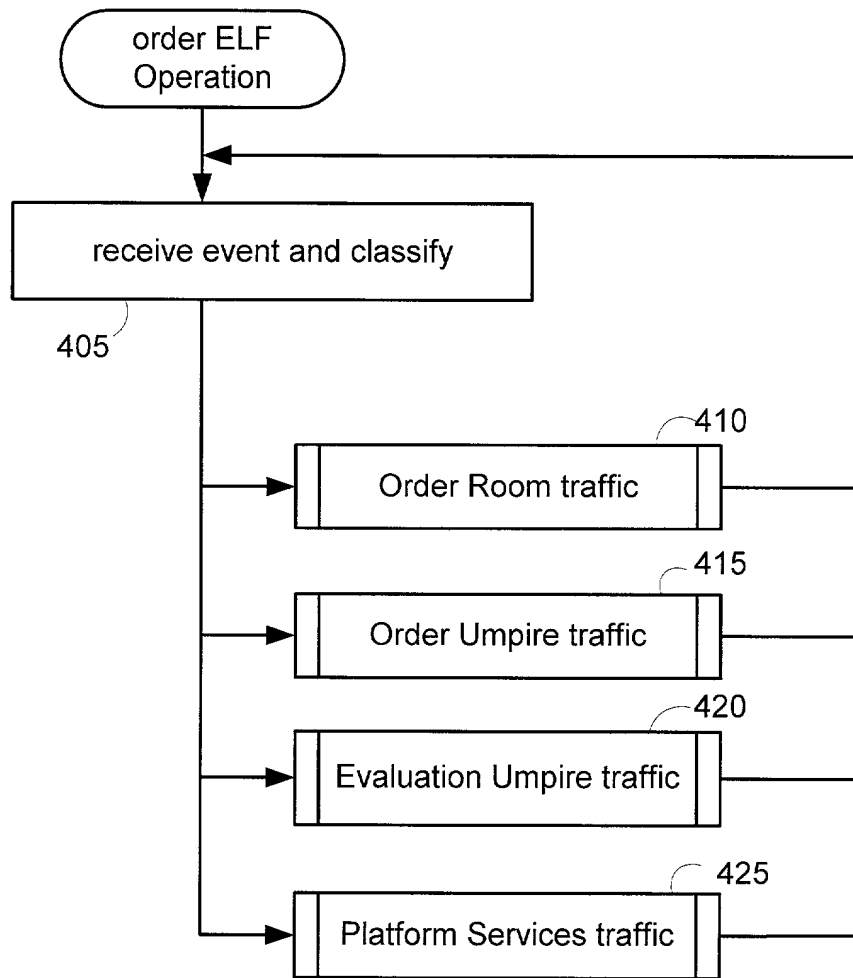 order ELF
Operation
receive event and classify
405
410
Order Room traffic
415
Order Umpire traffic
420
Evaluation Umpire traffic
425
Platform Services traffic